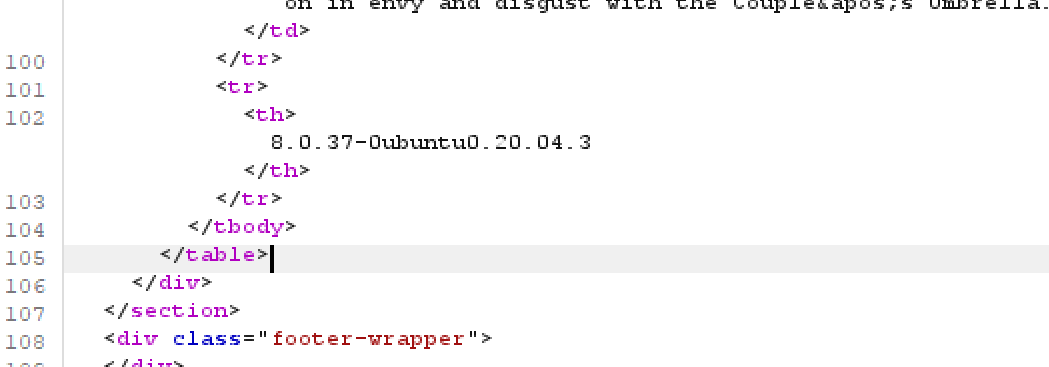 on in envy and disgust with the Couple&apos;s Umbrella.
</td>
100 </tr>
101 <tr>
102 <th>
8.0.37-0ubuntu0.20.04.3
</th>
103 </tr>
104 </tbody>
105 </table>
106 </div>
107 </section>
108 <div class="footer-wrapper">
</div>